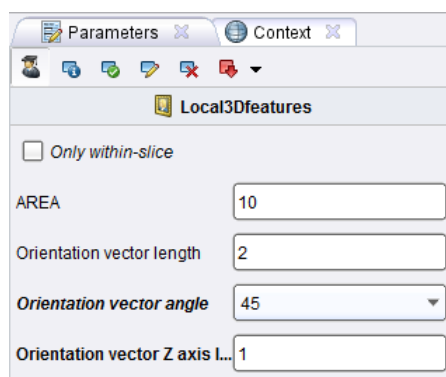 Parameters
Context
Local3Dfeatures
Only within-slice
AREA 10
Orientation vector length 2
Orientation vector angle 45
Orientation vector Z axis l... 1